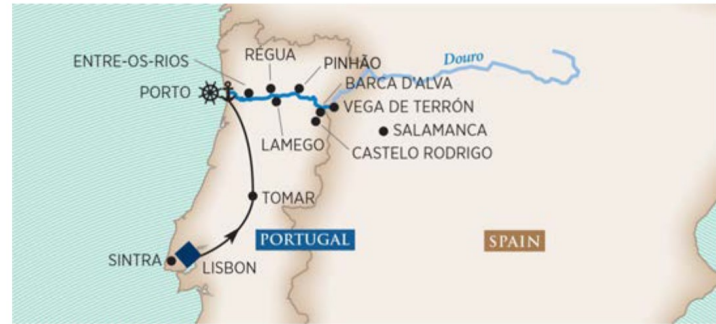 Douro
RÉGUA
ENTRE-OS-RIOS
PINHÃO
BARCA D'ALVA
PORTO
VEGA DE TERRÓN
SALAMANCA
LAMEGO
CASTELO RODRIGO
TOMAR
PORTUGAL
SPAIN
SINTRA
LISBON